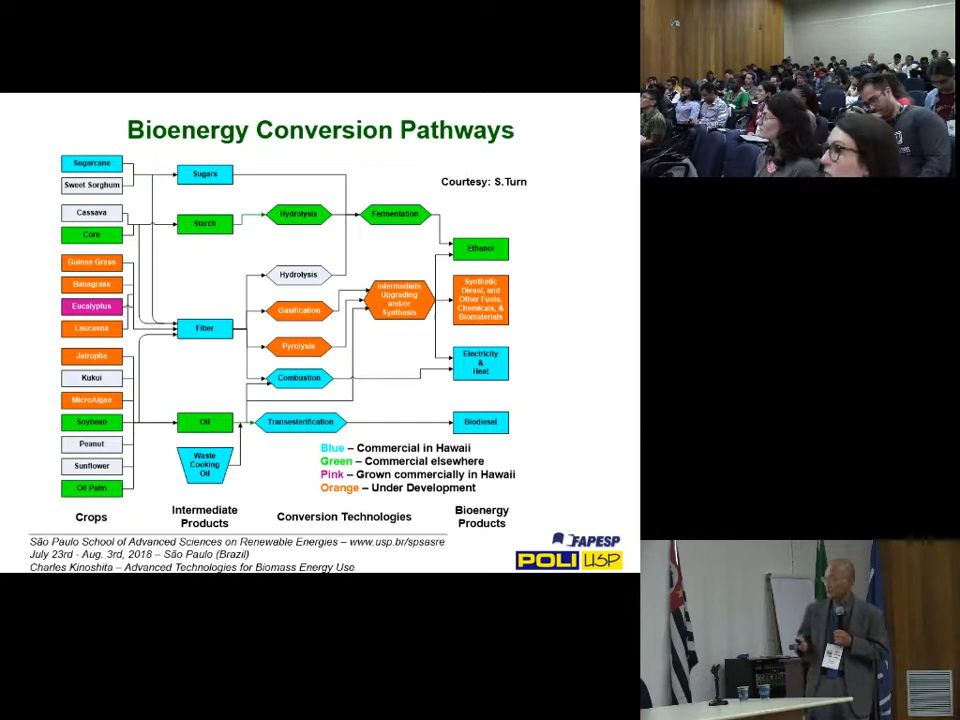 Bioenergy Conversion Pathways
Courtesy: S.Turn
Sugarcane
Sweet Sorghum
Cassava
Corn
Guinea Grass
Banagrass
Eucalyptus
Leucaena
Jatropha
Kukui
MicroAlgae
Soybean
Peanut
Sunflower
Oil Palm
Crops
Sugars
Starch
Fiber
Oil
Waste
Cooking
Oil
Intermediate
Products
Hydrolysis
Fermentation
Hydrolysis
Gasification
Pyrolysis
Combustion
Transesterification
Intermediate
Upgrading
and/or
Synthesis
Conversion Technologies
Ethanol
Synthetic
Diesel, and
Other Fuels,
Chemicals, &
Biomaterials
Electricity
&
Heat
Biodiesel
Bioenergy
Products
Blue – Commercial in Hawaii
Green – Commercial elsewhere
Pink – Grown commercially in Hawaii
Orange – Under Development
São Paulo School of Advanced Sciences on Renewable Energies – www.usp.br/spsasre
July 23rd - Aug. 3rd, 2018 – São Paulo (Brazil)
Charles Kinoshita – Advanced Technologies for Biomass Energy Use
FAPESP
POLI USP